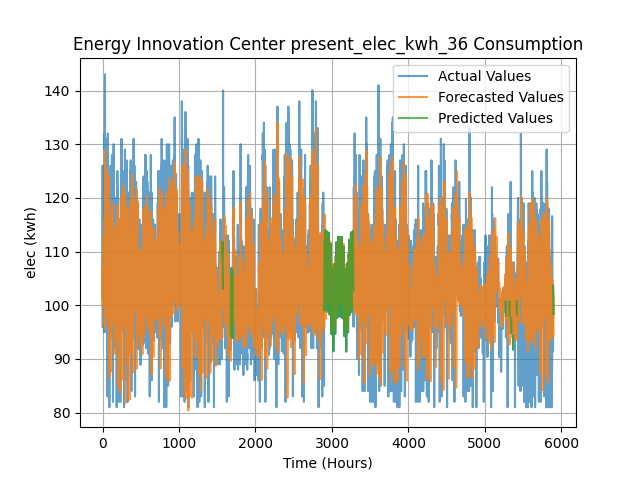 Energy Innovation Center present_elec_kwh_36 Consumption
Actual Values
Forecasted Values
Predicted Values
elec (kwh)
140
130
120
110
100
90
80
0 1000 2000 3000 4000 5000 6000
Time (Hours)